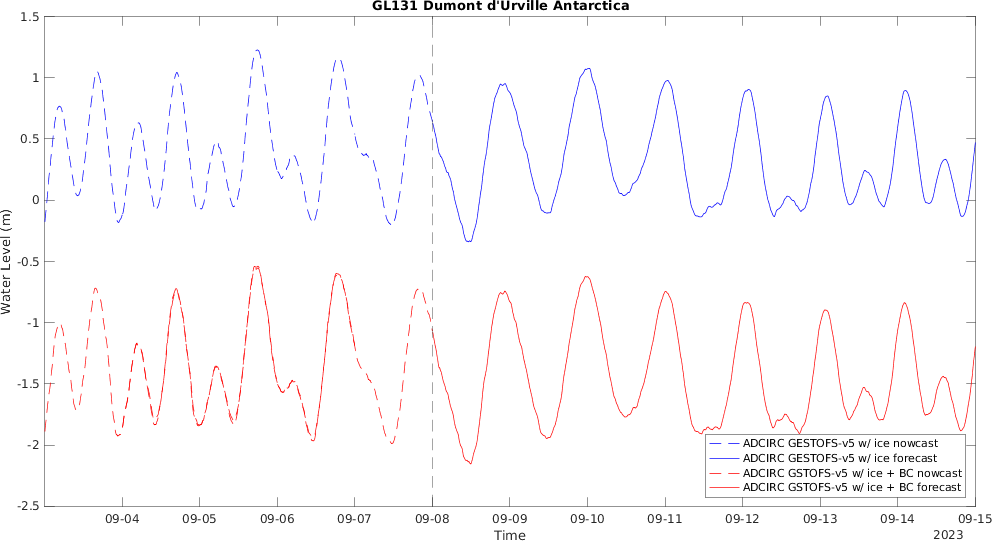 GL131 Dumont d'Urville Antarctica
1.5
1
0.5
0
-0.5
-1
-1.5
-2
-2.5
Water Level (m)
ADCIRC GESTOFS-v5 w/ ice nowcast
ADCIRC GESTOFS-v5 w/ ice forecast
ADCIRC GSTOFS-v5 w/ ice + BC nowcast
ADCIRC GSTOFS-v5 w/ ice + BC forecast
09-04 09-05 09-06 09-07 09-08 09-09 09-10 09-11 09-12 09-13 09-14 09-15
Time
2023